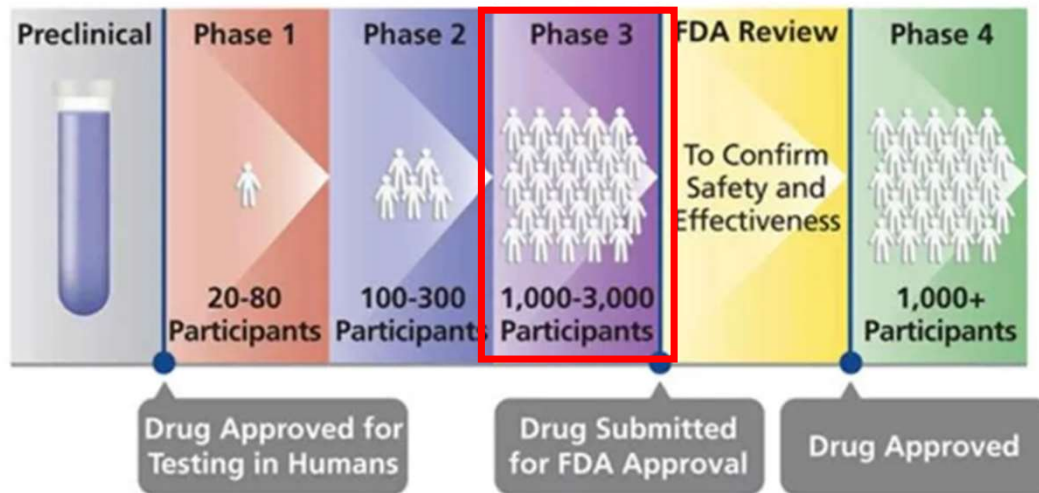 Preclinical
Phase 1
Phase 2
Phase 3
FDA Review
Phase 4
To Confirm
Safety and
Effectiveness
20-80
Participants
100-300
Participants
1,000-3,000
Participants
1,000+
Participants
Drug Approved for
Testing in Humans
Drug Submitted
for FDA Approval
Drug Approved